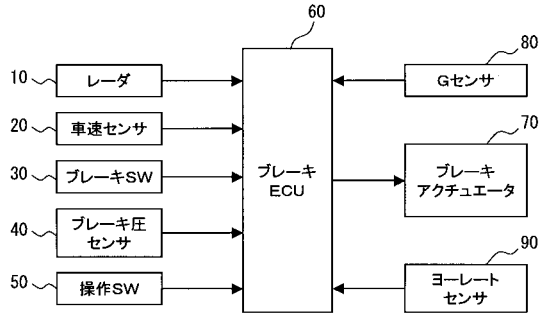 60
10
レーダ
20
車速センサ
30
ブレーキSW
40
ブレーキ圧
センサ
50
操作SW
ブレーキ
ECU
80
Gセンサ
70
ブレーキ
アクチュエータ
90
ヨーレート
センサ